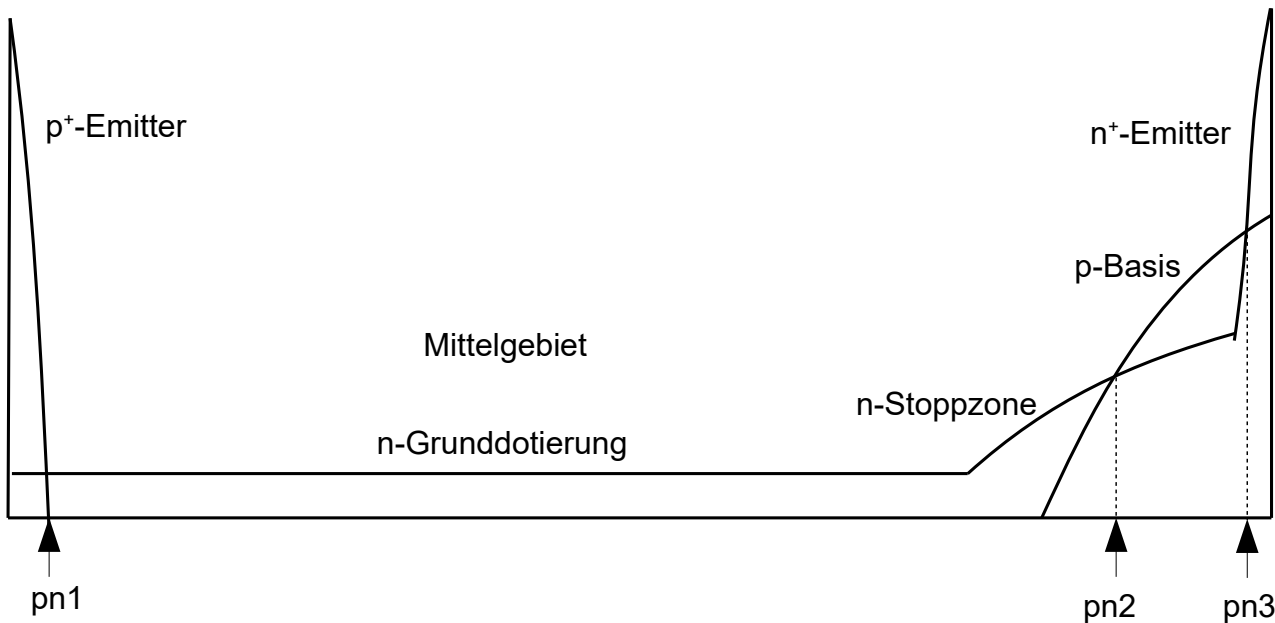 p⁺-Emitter
n⁺-Emitter
p-Basis
Mittelgebiet
n-Stoppzone
n-Grunddotierung
pn1
pn2
pn3